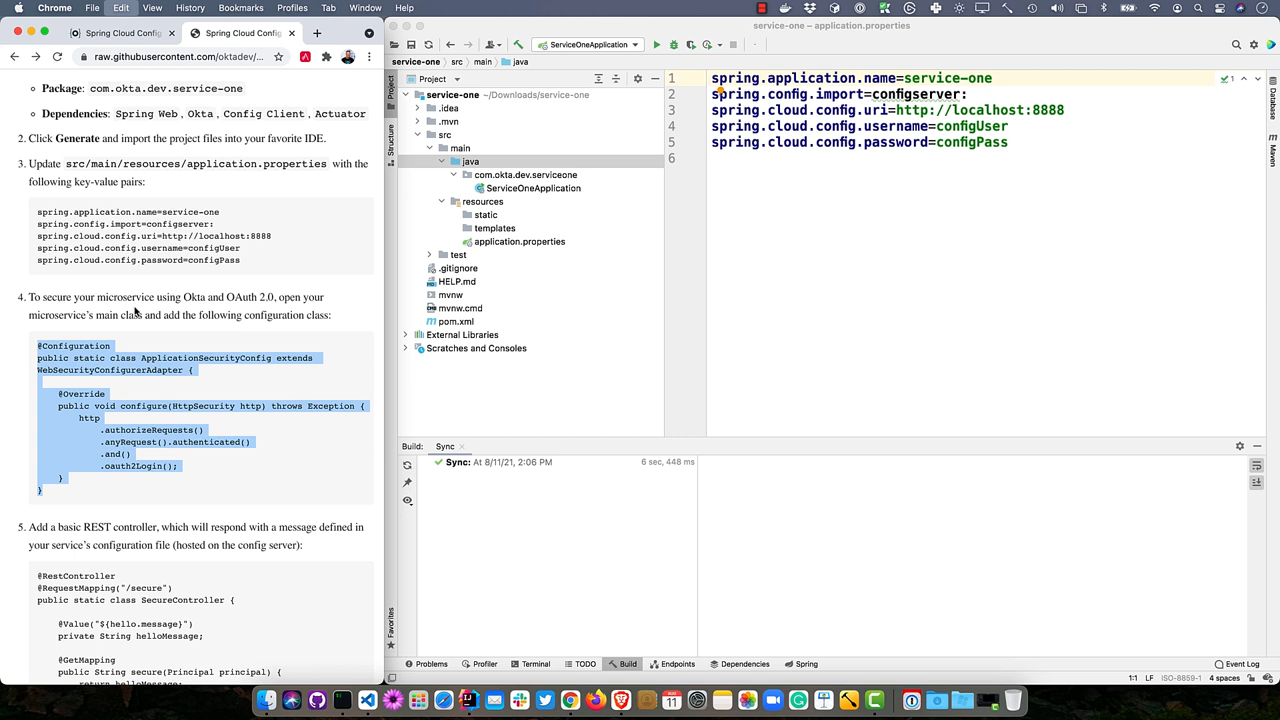 Chrome File Edit View History Bookmarks Profiles Tab Window Help
Spring Cloud Config
Spring Cloud Config
raw.githubusercontent.com/oktadev/...
Package: com.okta.dev.service-one
Dependencies: Spring Web, Okta, Config Client, Actuator
2. Click Generate and import the project files into your favorite IDE.
3. Update src/main/resources/application.properties with the
following key-value pairs:
spring.application.name=service-one
spring.config.import=configserver:
spring.cloud.config.uri=http://localhost:8888
spring.cloud.config.username=configUser
spring.cloud.config.password=configPass
4. To secure your microservice using Okta and OAuth 2.0, open your
microservice's main class and add the following configuration class:
@Configuration
public static class ApplicationSecurityConfig extends
WebSecurityConfigurerAdapter {
@Override
public void configure(HttpSecurity http) throws Exception {
http
.authorizeRequests()
.anyRequest().authenticated()
.and()
.oauth2Login();
}
}
5. Add a basic REST controller, which will respond with a message defined in
your service's configuration file (hosted on the config server):
@RestController
@RequestMapping("/secure")
public static class SecureController {
@Value("${hello.message}")
private String helloMessage;
@GetMapping
public String secure(Principal principal) {
return helloMessage;
service-one – application.properties
ServiceOneApplication
service-one › src › main › java
Project
service-one ~/Downloads/service-one
.idea
.mvn
src
main
java
com.okta.dev.serviceone
ServiceOneApplication
resources
static
templates
application.properties
test
.gitignore
HELP.md
mvnw
mvnw.cmd
pom.xml
External Libraries
Scratches and Consoles
1 spring.application.name=service-one
2 spring.config.import=configserver:
3 spring.cloud.config.uri=http://localhost:8888
4 spring.cloud.config.username=configUser
5 spring.cloud.config.password=configPass
6
1
Project
Structure
Favorites
Database
Maven
Build: Sync
Sync: At 8/11/21, 2:06 PM 6 sec, 448 ms
Problems Profiler Terminal TODO Build Endpoints Dependencies Spring Event Log
1:1 LF ISO-8859-1 4 spaces
11